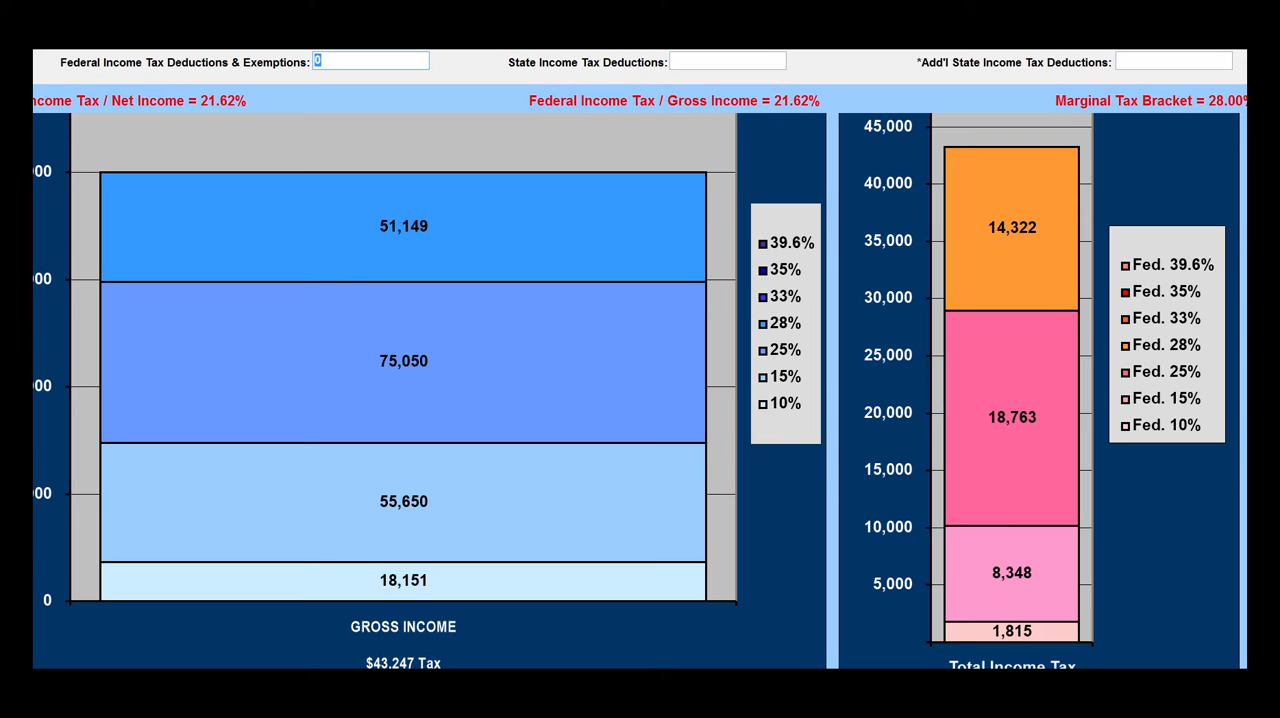 Federal Income Tax Deductions & Exemptions: 0 State Income Tax Deductions: *Add'l State Income Tax Deductions:
ncome Tax / Net Income = 21.62% Federal Income Tax / Gross Income = 21.62% Marginal Tax Bracket = 28.00%
000
000
000
000
0
51,149
75,050
55,650
18,151
GROSS INCOME
$43,247 Tax
39.6%
35%
33%
28%
25%
15%
10%
45,000
40,000
35,000
30,000
25,000
20,000
15,000
10,000
5,000
14,322
18,763
8,348
1,815
Total Income Tax
Fed. 39.6%
Fed. 35%
Fed. 33%
Fed. 28%
Fed. 25%
Fed. 15%
Fed. 10%